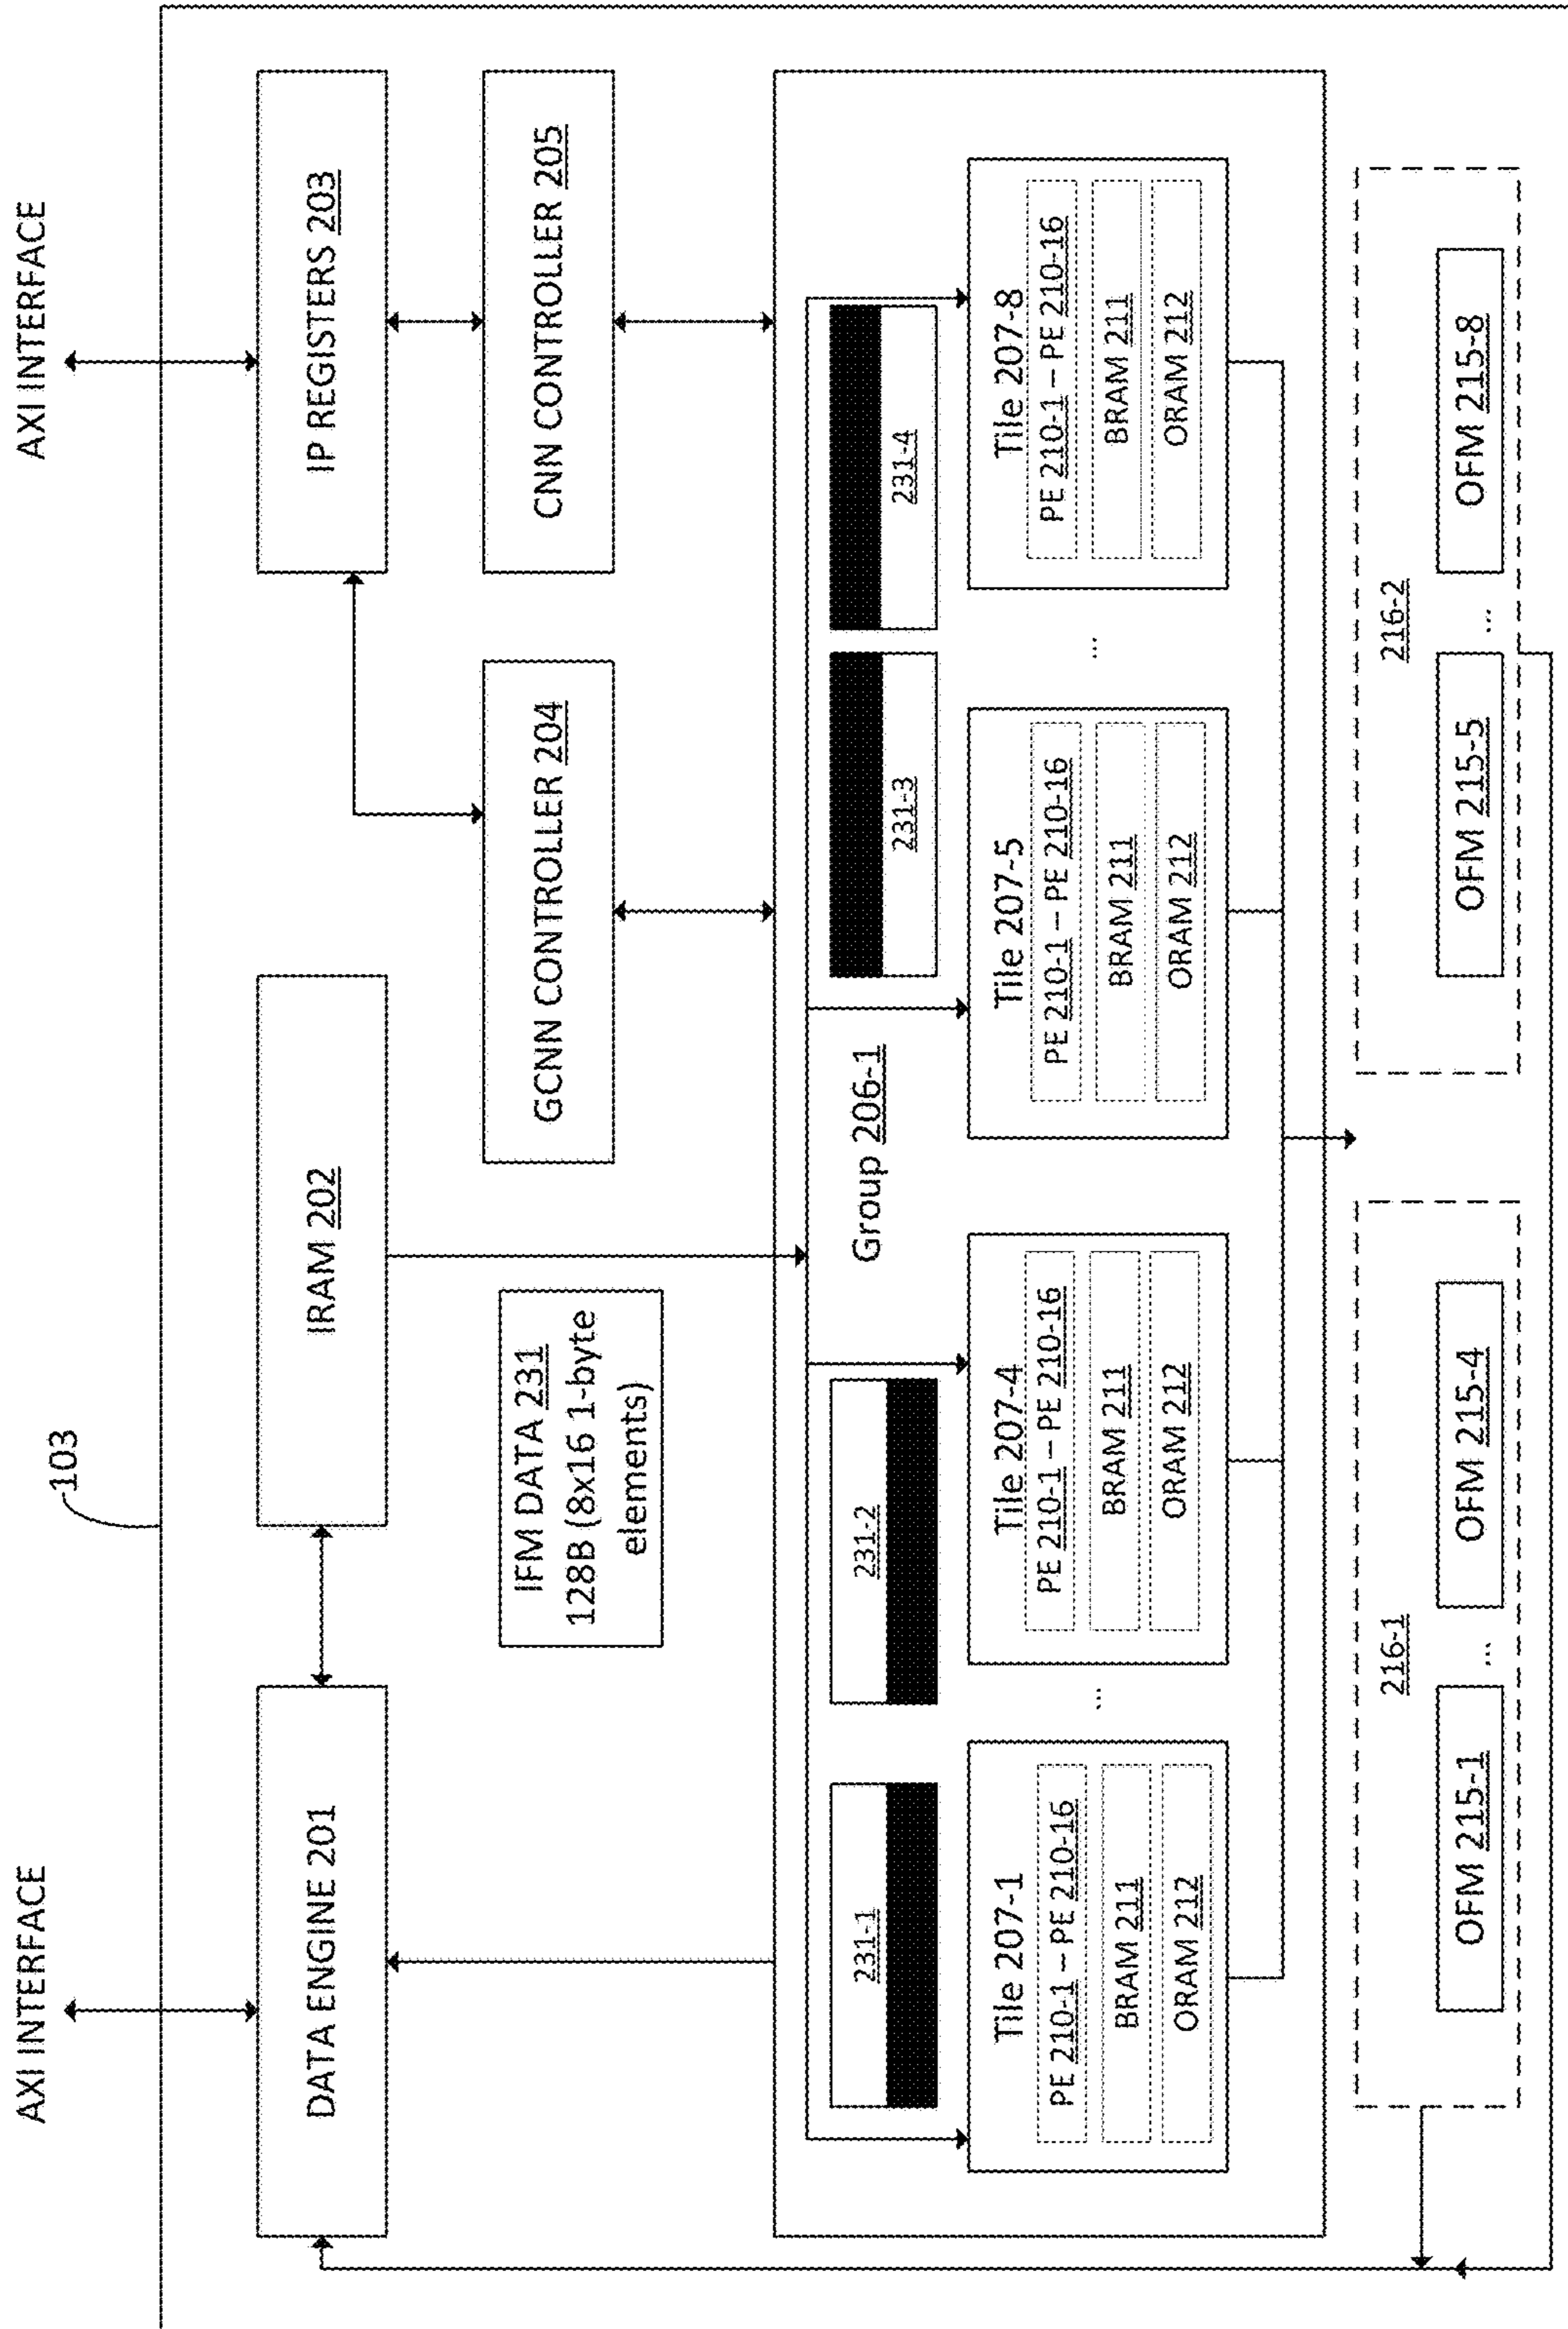 AXI INTERFACE
AXI INTERFACE
103
DATA ENGINE 201
IRAM 202
IP REGISTERS 203
IFM DATA 231
128B (8x16 1-byte
elements)
GCNN CONTROLLER 204
CNN CONTROLLER 205
231-1
231-2
Group 206-1
231-3
231-4
Tile 207-1
PE 210-1 – PE 210-16
BRAM 211
ORAM 212
...
Tile 207-4
PE 210-1 – PE 210-16
BRAM 211
ORAM 212
Tile 207-5
PE 210-1 – PE 210-16
BRAM 211
ORAM 212
...
Tile 207-8
PE 210-1 – PE 210-16
BRAM 211
ORAM 212
216-1
OFM 215-1
...
OFM 215-4
216-2
OFM 215-5
...
OFM 215-8